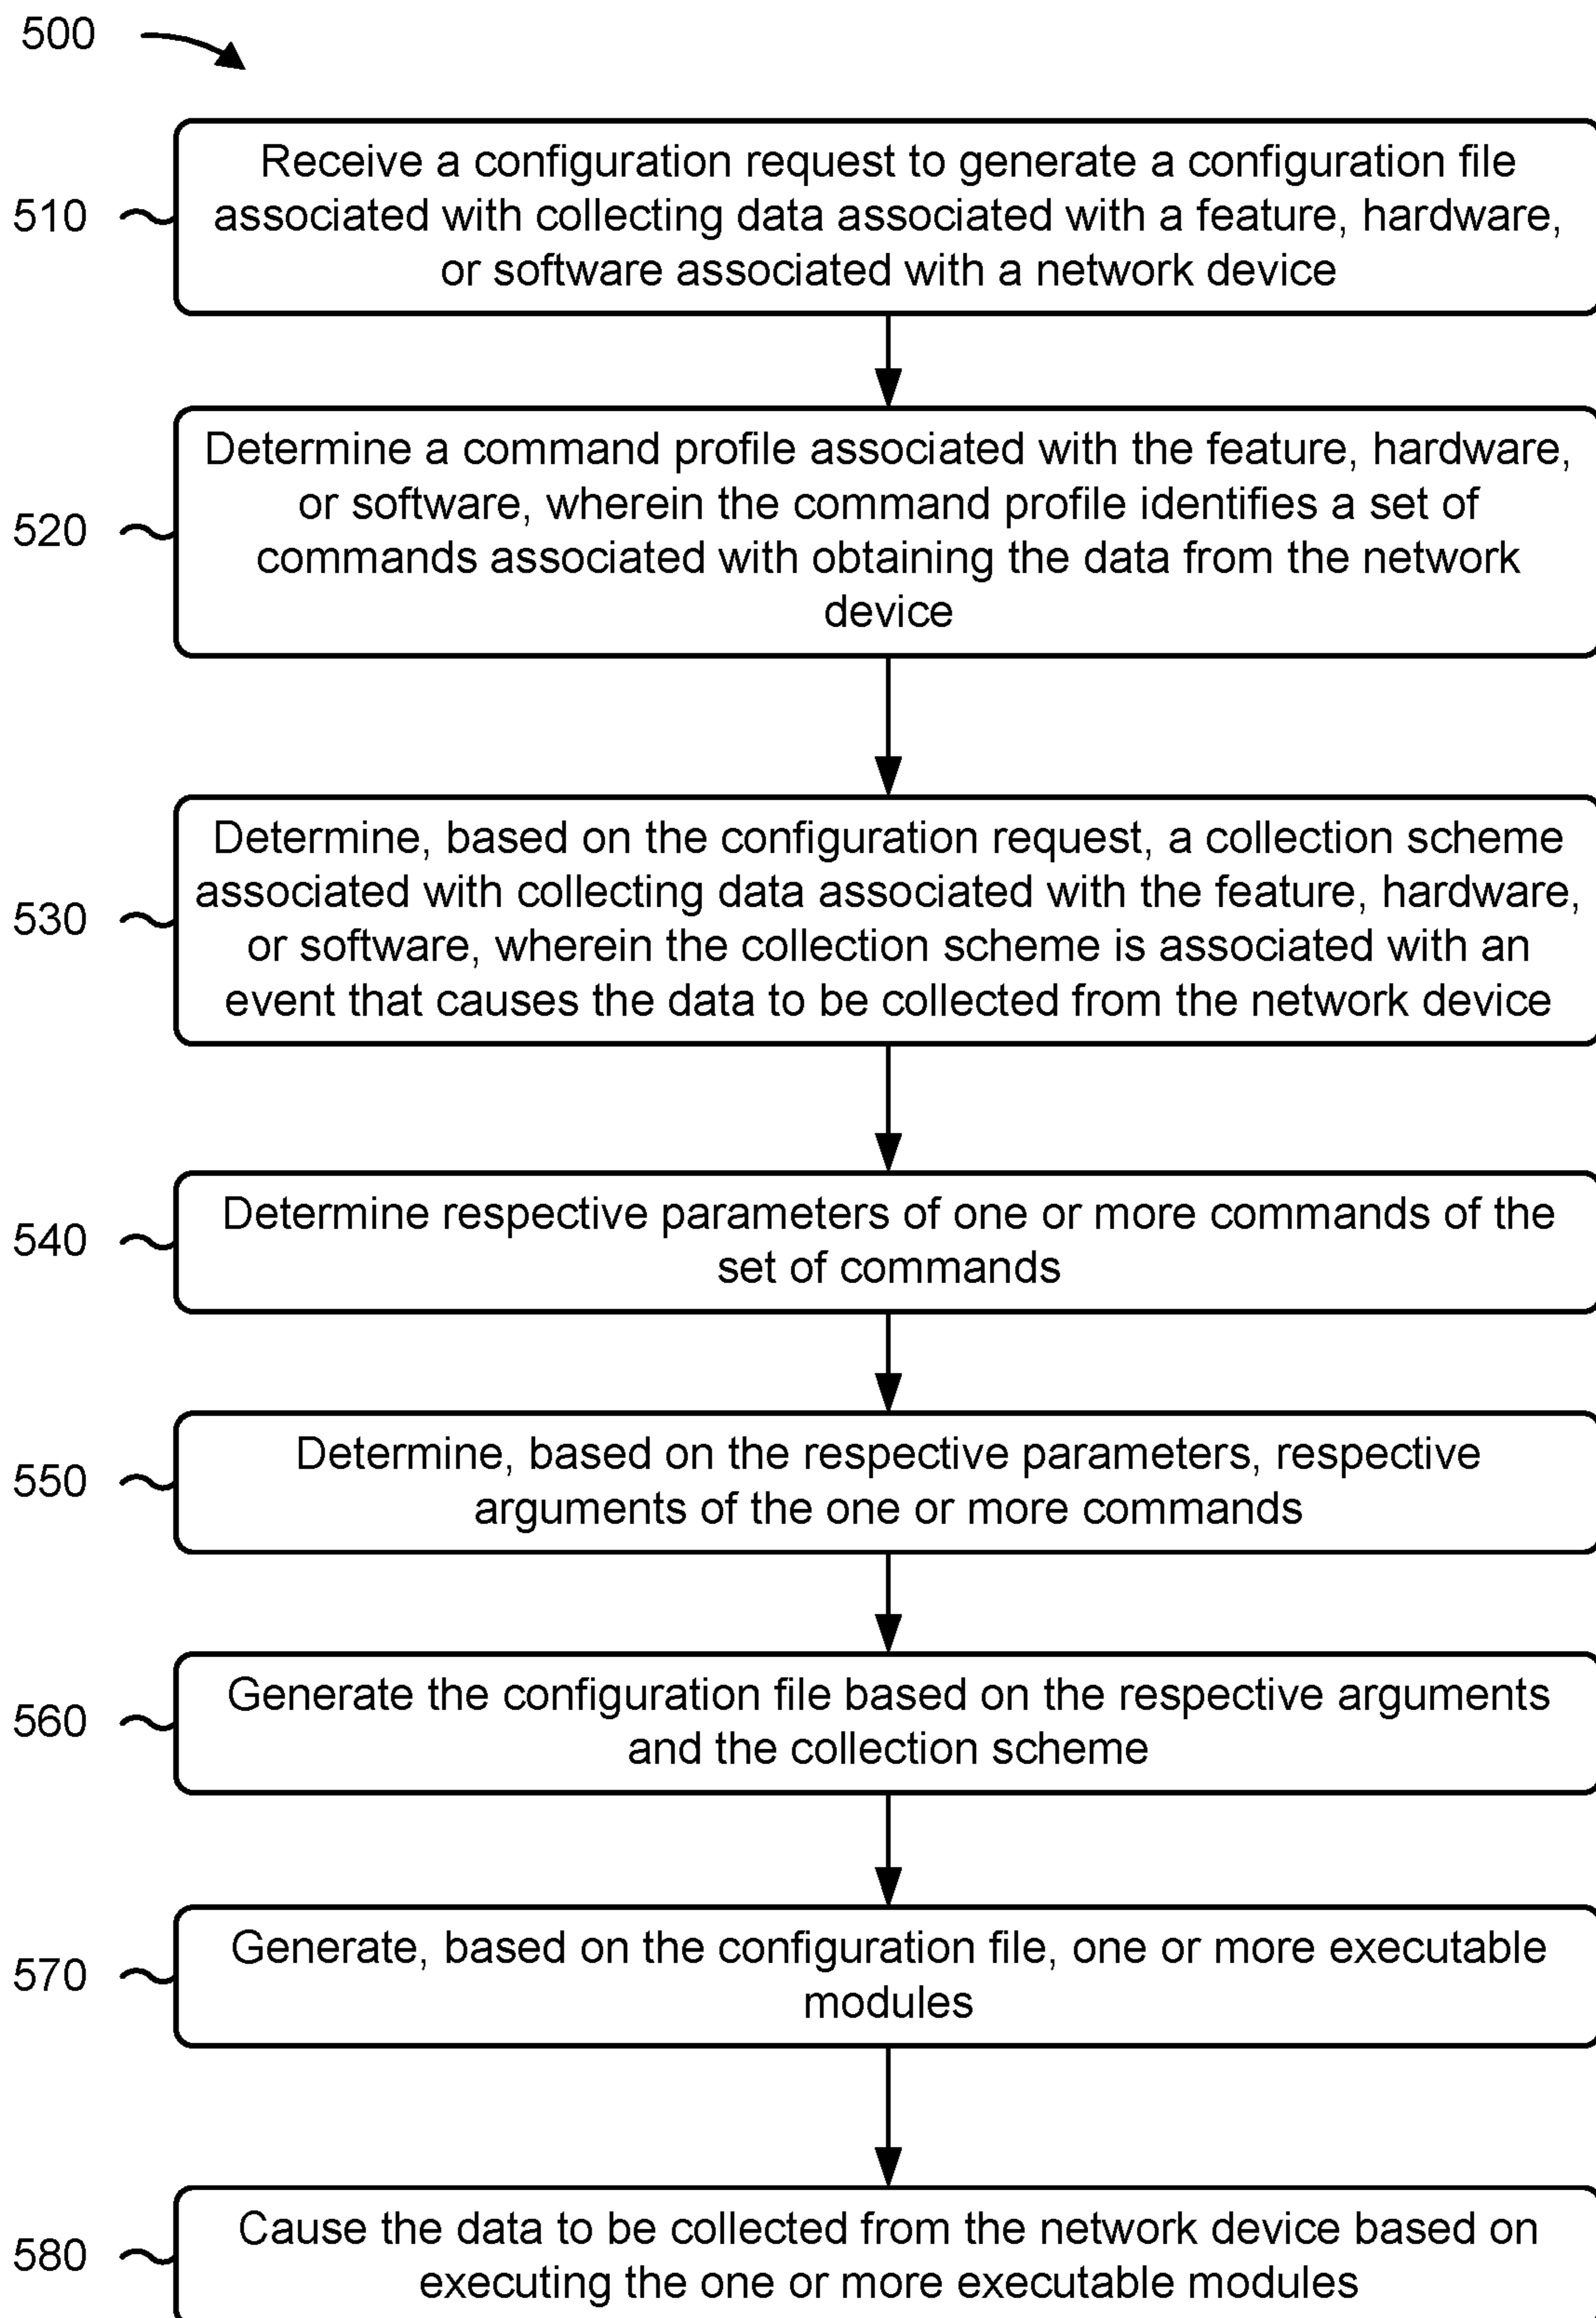 500
510
Receive a configuration request to generate a configuration file
associated with collecting data associated with a feature, hardware,
or software associated with a network device
520
Determine a command profile associated with the feature, hardware,
or software, wherein the command profile identifies a set of
commands associated with obtaining the data from the network
device
530
Determine, based on the configuration request, a collection scheme
associated with collecting data associated with the feature, hardware,
or software, wherein the collection scheme is associated with an
event that causes the data to be collected from the network device
540
Determine respective parameters of one or more commands of the
set of commands
550
Determine, based on the respective parameters, respective
arguments of the one or more commands
560
Generate the configuration file based on the respective arguments
and the collection scheme
570
Generate, based on the configuration file, one or more executable
modules
580
Cause the data to be collected from the network device based on
executing the one or more executable modules